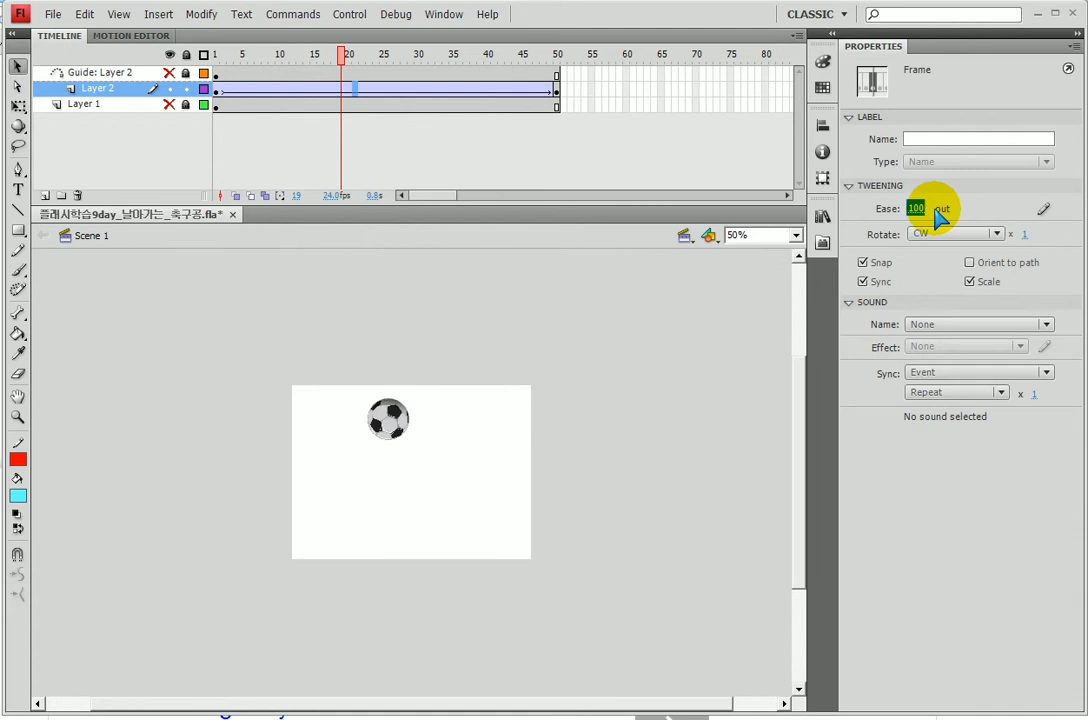 Fl File Edit View Insert Modify Text Commands Control Debug Window Help CLASSIC
TIMELINE MOTION EDITOR
1 5 10 15 20 25 30 35 40 45 50 55 60 65 70 75 80
Guide: Layer 2
Layer 2
Layer 1
19 24.0fps 0.8s
플래시학습9day_날아가는_축구공.fla*
Scene 1 50%
T
PROPERTIES
Frame
LABEL
Name:
Type: Name
TWEENING
Ease: 100 out
Rotate: CW x 1
Snap Orient to path
Sync Scale
SOUND
Name: None
Effect: None
Sync: Event
Repeat x 1
No sound selected